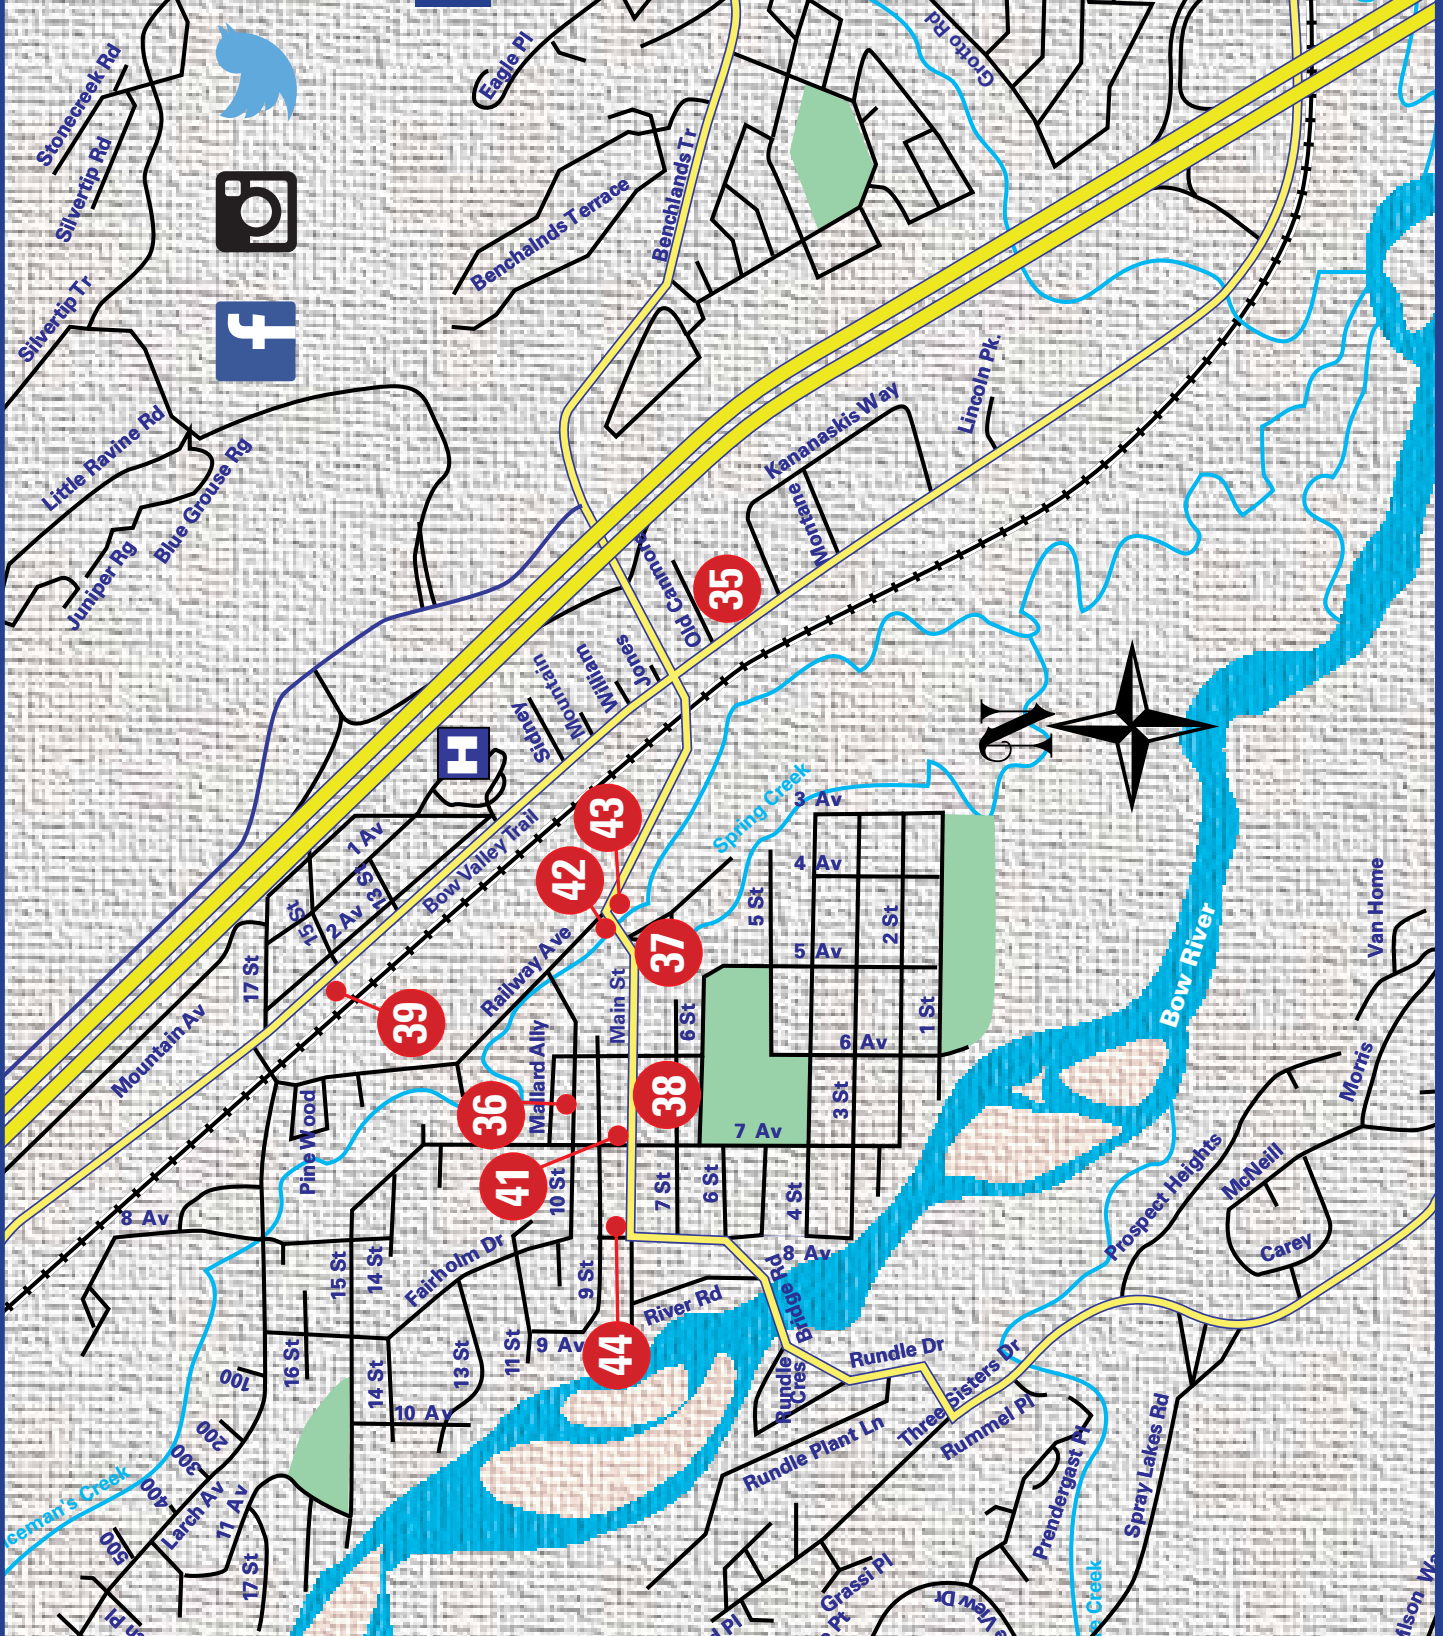 Stonecreek Rd
Silvertip Rd
Silvertip Tr
Eagle Pl
Benchalnds Terrace
Benchlands Tr
Grotto Rd
f
Little Ravine Rd
Blue Grouse Rg
Juniper Rg
Kananaskis Way
Lincoln Pk.
Montane
Old Canmore
35
Jones
William
Mountain
Sidney
H
N
Spring Creek
43
42
37
1 Av
13 St
15 St
2 Av
Bow Valley Trail
17 St
Mountain Av
39
Railway Ave
Main St
Mallard Ally
3 Av
4 Av
5 St
2 St
5 Av
6 St
1 St
6 Av
3 St
7 Av
38
36
41
Pine Wood
8 Av
10 St
7 St
6 St
4 St
8 Av
15 St
14 St
Fairholm Dr
9 St
River Rd
Bridge Rd
44
9 Av
11 St
13 St
14 St
16 St
10 Av
100
200
300
400
500
Larch Av
11 Av
17 St
Bow River
Van Horne
Morris
McNeill
Carey
Prospect Heights
Rundle Dr
Rundle Cres
Three Sisters Dr
Rummel Pl
Rundle Plant Ln
Prendergast Pl
Spray Lakes Rd
Grassi Pl
View Dr
Creek
Pt
Pl